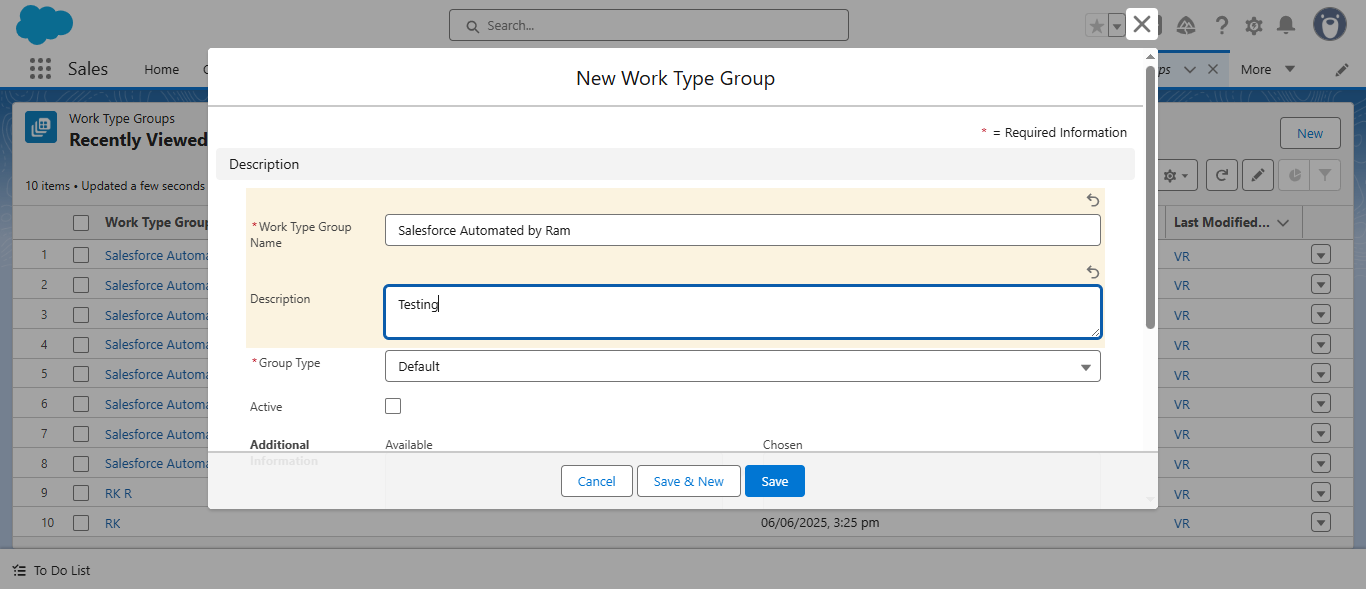 Search...
Sales
Home
ps
More
New Work Type Group
Work Type Groups
Recently Viewed
New
* = Required Information
Description
10 items • Updated a few seconds
*Work Type Group Name
Salesforce Automated by Ram
Work Type Group
Last Modified...
Description
Testing
*Group Type
Default
Active
Additional Information
Available
Chosen
Cancel
Save & New
Save
1 Salesforce Automa VR
2 Salesforce Automa VR
3 Salesforce Automa VR
4 Salesforce Automa VR
5 Salesforce Automa VR
6 Salesforce Automa VR
7 Salesforce Automa VR
8 Salesforce Automa VR
9 RK R VR
10 RK 06/06/2025, 3:25 pm VR
To Do List